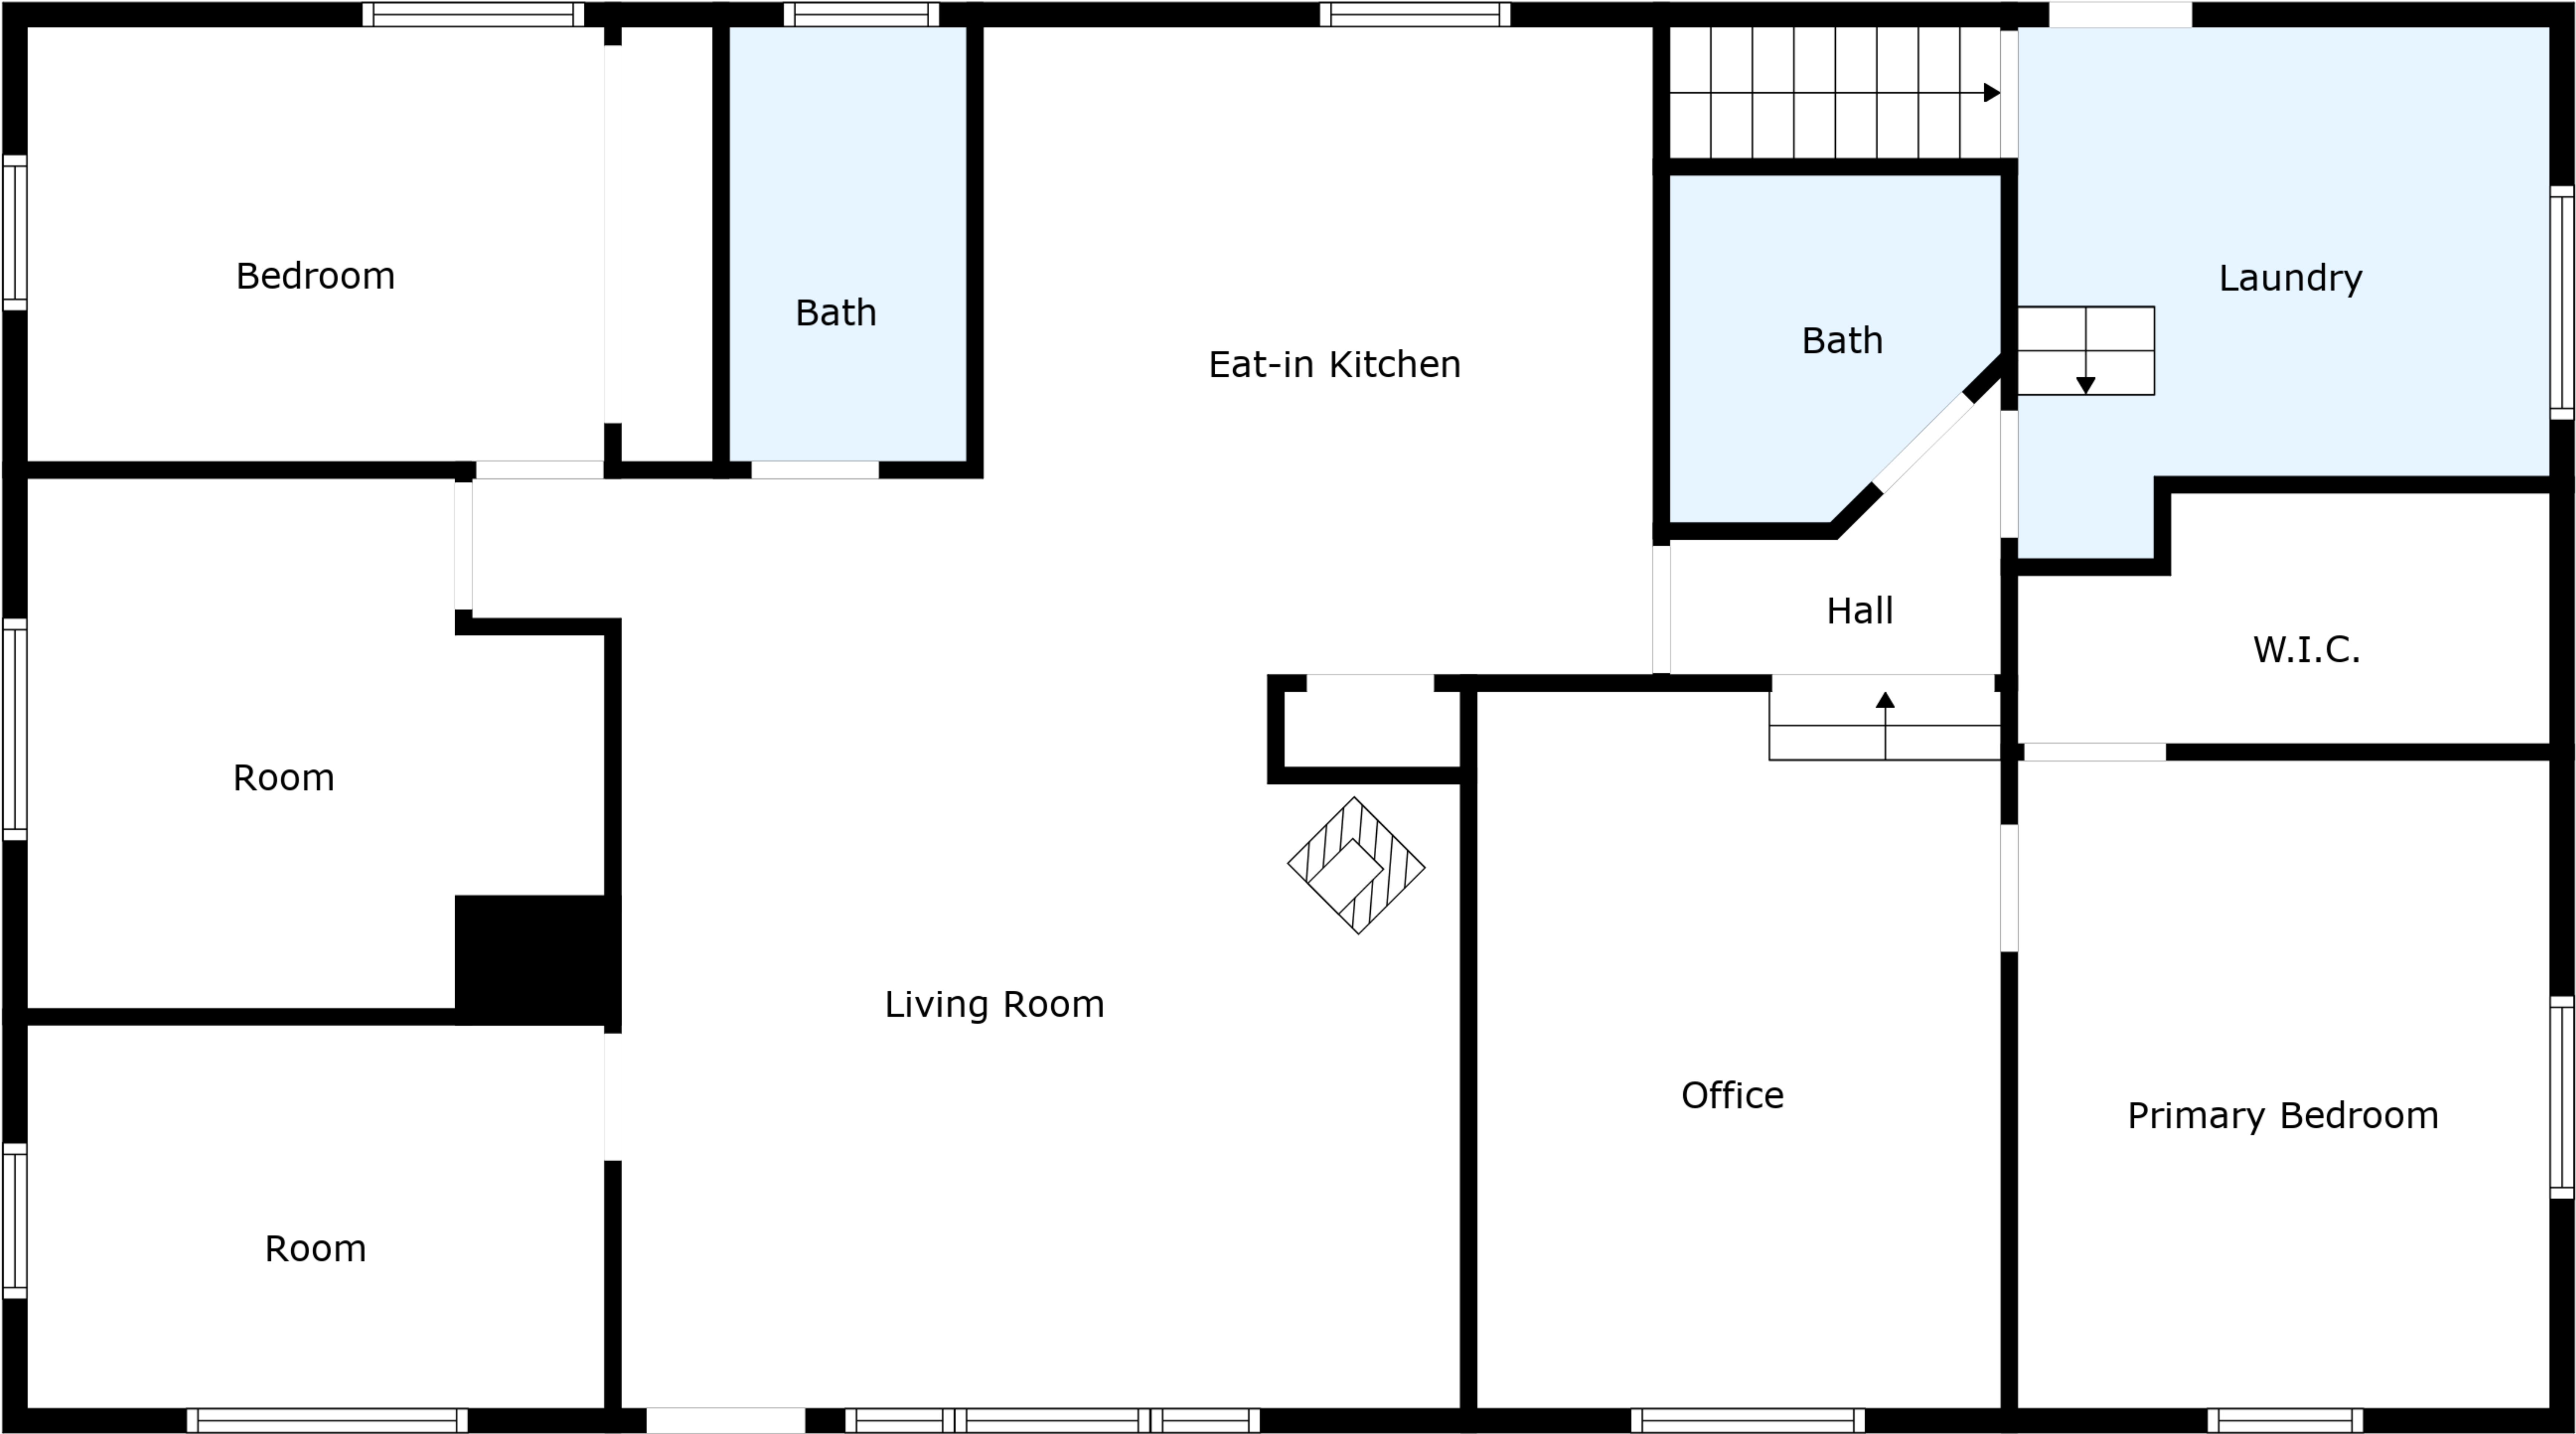 Bedroom
Bath
Eat-in Kitchen
Bath
Laundry
Hall
W.I.C.
Room
Living Room
Office
Primary Bedroom
Room